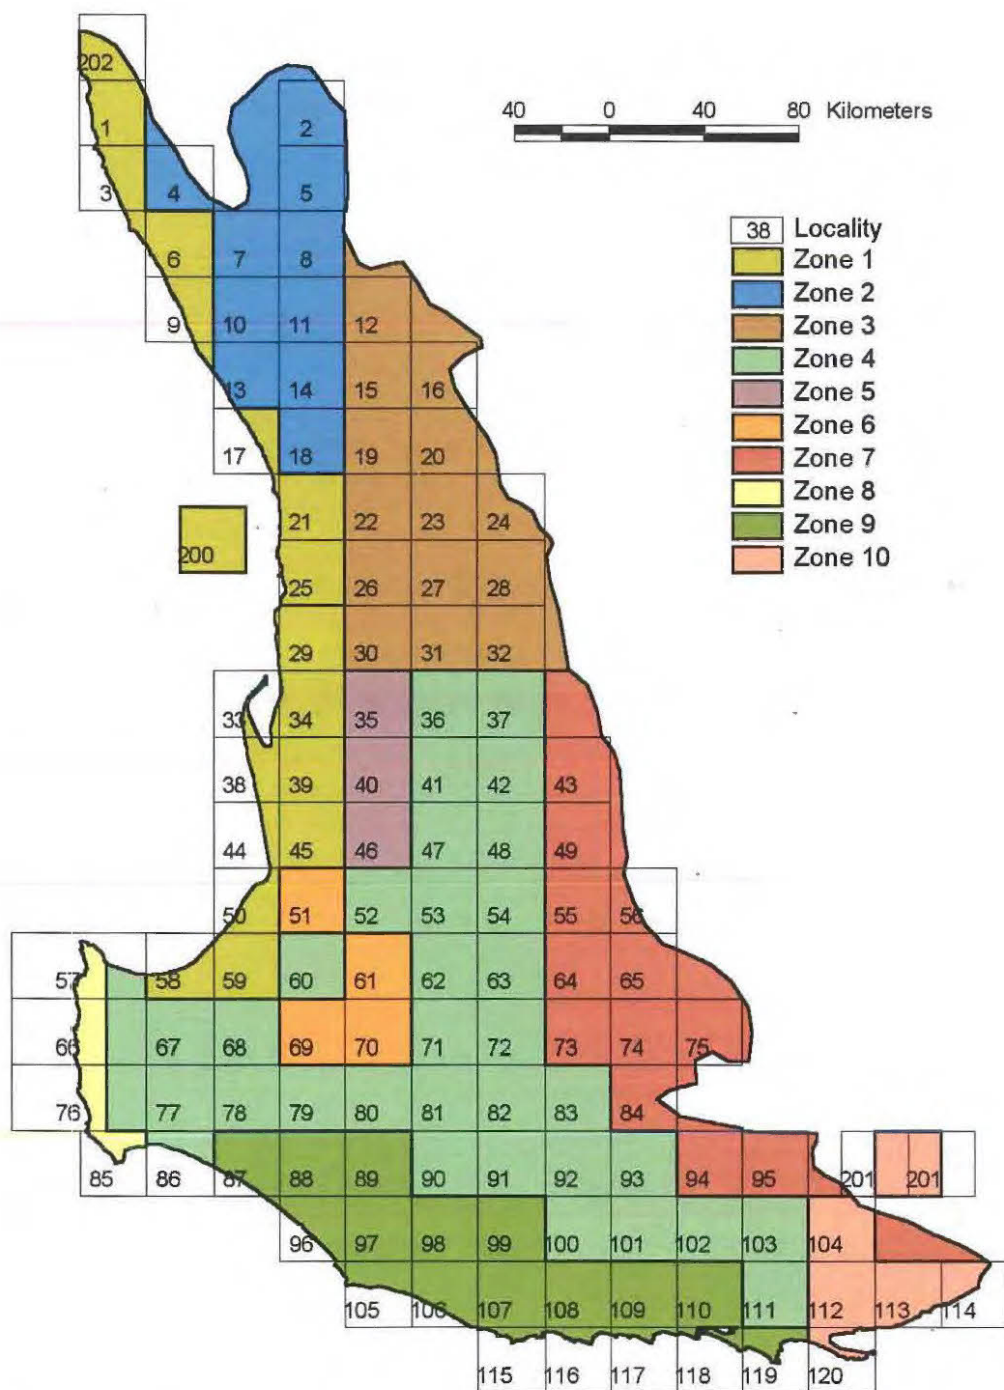 202
40 0 40 80 Kilometers
1 2
3 4 5
38 Locality
Zone 1
Zone 2
Zone 3
Zone 4
Zone 5
Zone 6
Zone 7
Zone 8
Zone 9
Zone 10
6 7 8
9 10 11 12
13 14 15 16
17 18 19 20
21 22 23 24
200
25 26 27 28
29 30 31 32
33 34 35 36 37
38 39 40 41 42 43
44 45 46 47 48 49
50 51 52 53 54 55 56
57 58 59 60 61 62 63 64 65
66 67 68 69 70 71 72 73 74 75
76 77 78 79 80 81 82 83 84
85 86 87 88 89 90 91 92 93 94 95 201 201
96 97 98 99 100 101 102 103 104
105 106 107 108 109 110 111 112 113 114
115 116 117 118 119 120